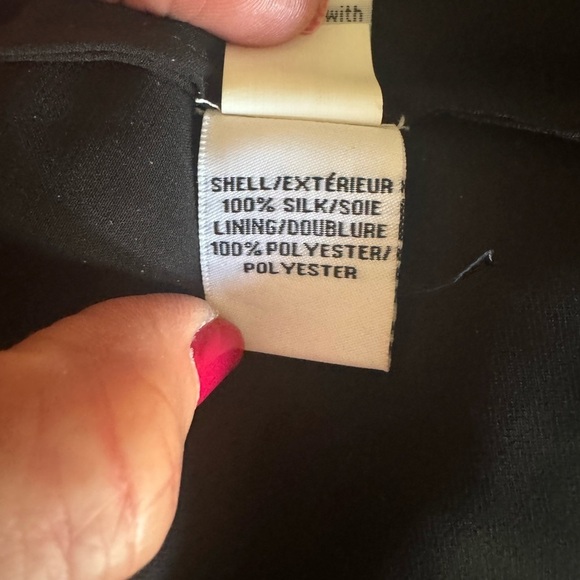 with
SHELL/EXTÉRIEUR
100% SILK/SOIE
LINING/DOUBLURE
100% POLYESTER/
POLYESTER